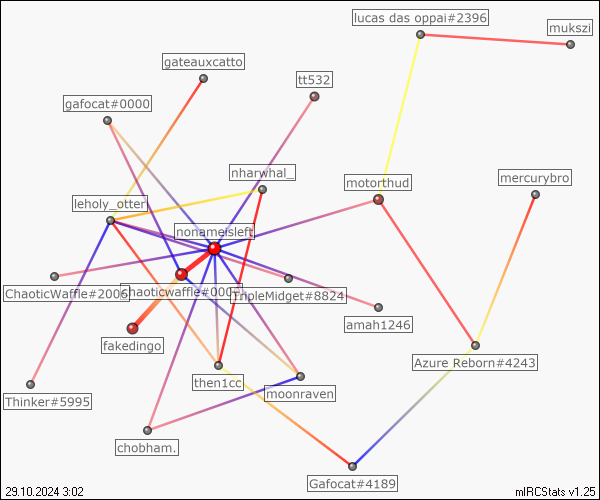 lucas das oppai#2396
mukszi
gateauxcatto
tt532
gafocat#0000
nharwhal_
motorthud
mercurybro
leholy_otter
nonameisleft
ChaoticWaffle#2006
TripleMidget#8824
amah1246
fakedingo
Azure Reborn#4243
then1cc
moonraven
Thinker#5995
chobham.
Gafocat#4189
29.10.2024 3:02
mIRCStats v1.25